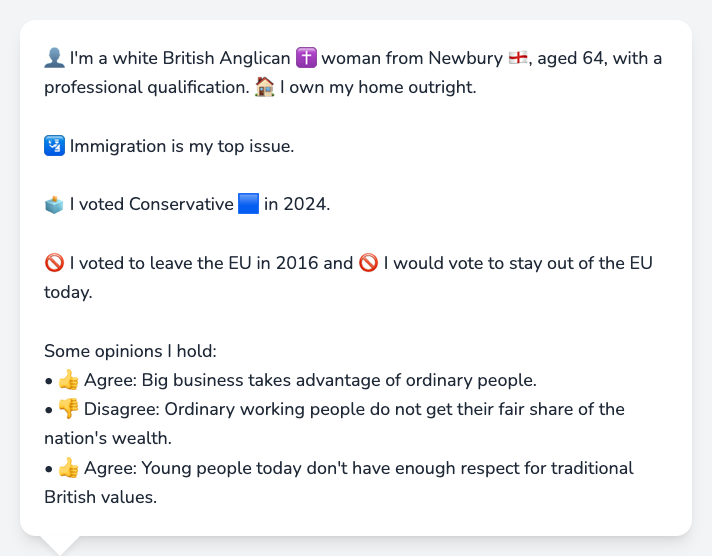 👤 I'm a white British Anglican ✝️ woman from Newbury 🏴󠁧󠁢󠁥󠁮󠁧󠁿, aged 64, with a
professional qualification. 🏠 I own my home outright.
🛂 Immigration is my top issue.
🗳️ I voted Conservative 🟦 in 2024.
🚫 I voted to leave the EU in 2016 and 🚫 I would vote to stay out of the EU
today.
Some opinions I hold:
• 👍 Agree: Big business takes advantage of ordinary people.
• 👎 Disagree: Ordinary working people do not get their fair share of the
nation's wealth.
• 👍 Agree: Young people today don't have enough respect for traditional
British values.